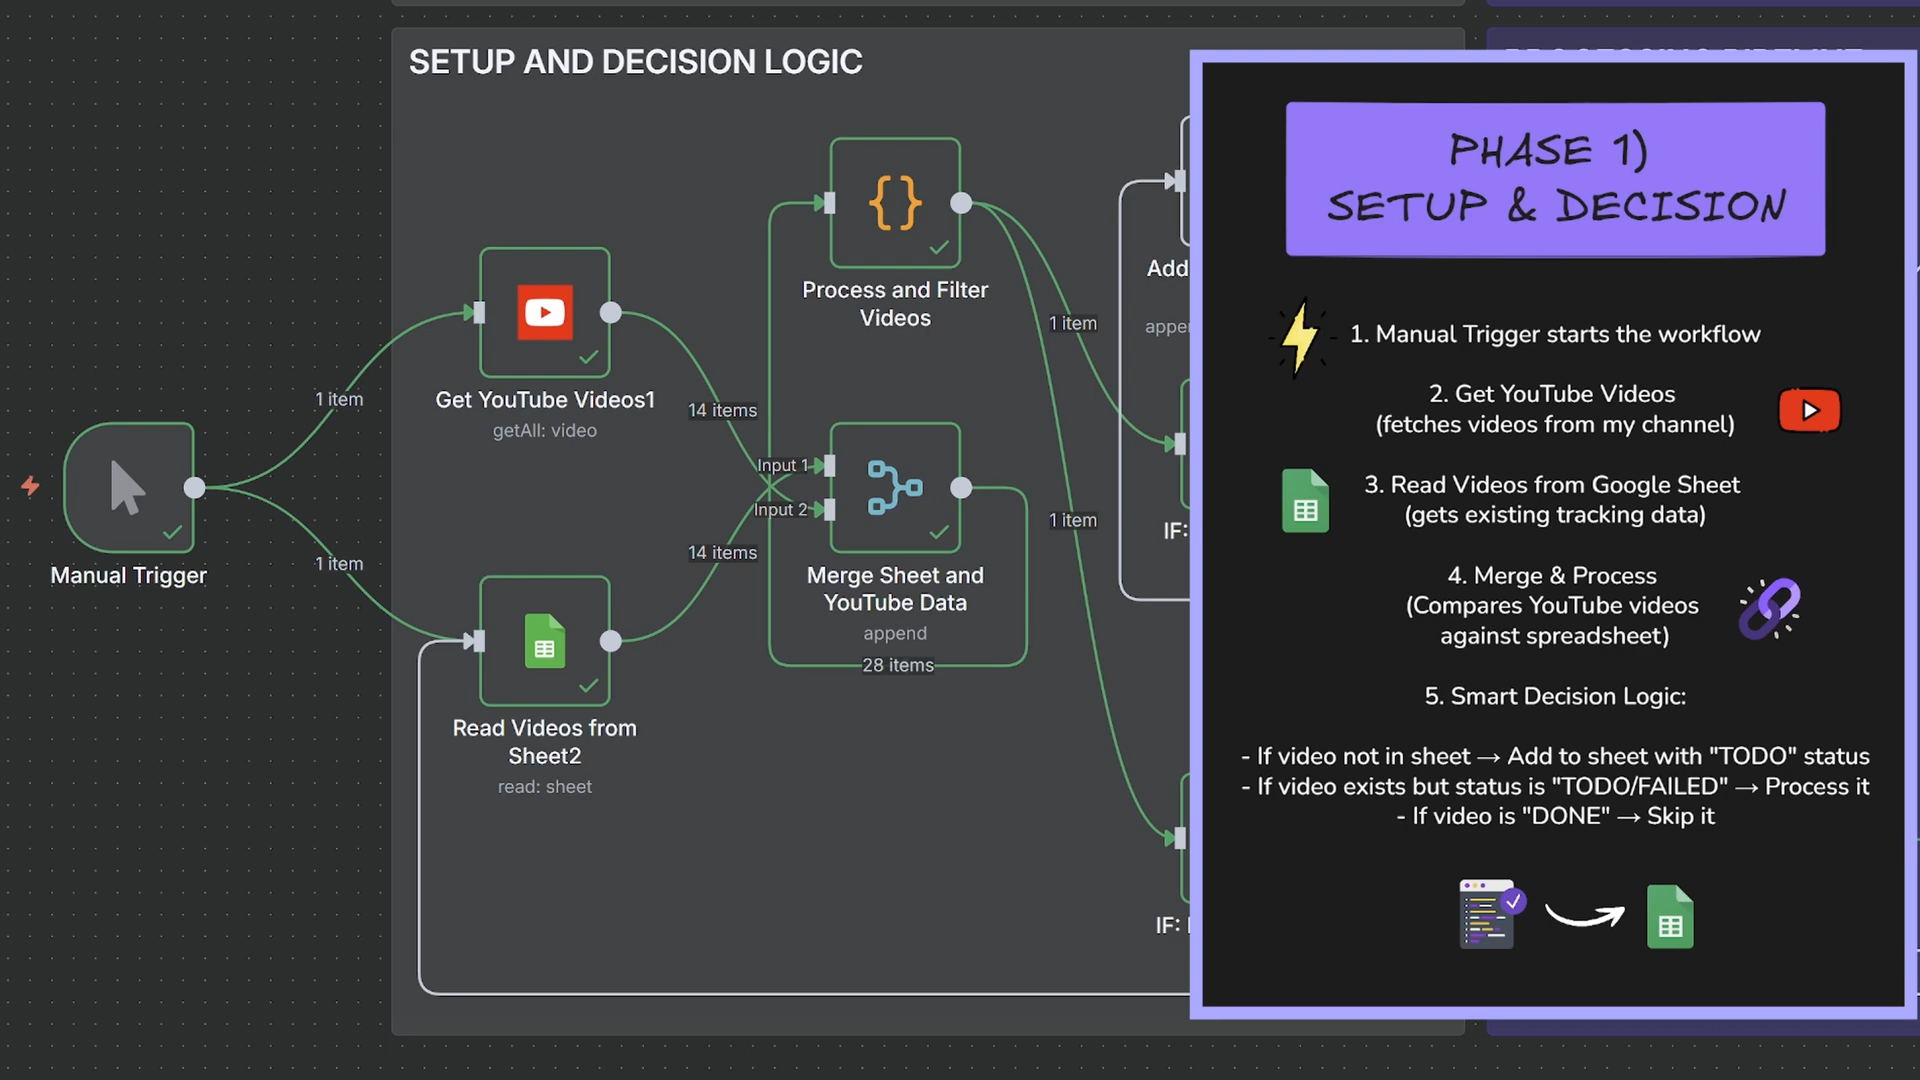 SETUP AND DECISION LOGIC
Manual Trigger
1 item
1 item
Get YouTube Videos1
getAll: video
14 items
Read Videos from
Sheet2
read: sheet
14 items
Input 1
Input 2
Process and Filter
Videos
Merge Sheet and
YouTube Data
append
28 items
1 item
1 item
Add
IF:
IF:
PHASE 1)
SETUP & DECISION
1. Manual Trigger starts the workflow
2. Get YouTube Videos
(fetches videos from my channel)
3. Read Videos from Google Sheet
(gets existing tracking data)
4. Merge & Process
(Compares YouTube videos
against spreadsheet)
5. Smart Decision Logic:
- If video not in sheet → Add to sheet with "TODO" status
- If video exists but status is "TODO/FAILED" → Process it
- If video is "DONE" → Skip it